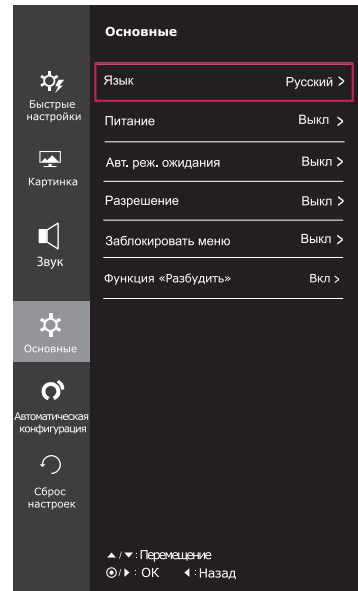 Основные
Быстрые
настройки
Картинка
Звук
Основные
Автоматическая
конфигурация
Сброс
настроек
Язык Русский >
Питание Выкл >
Авт. реж. ожидания Выкл >
Разрешение Выкл >
Заблокировать меню Выкл >
Функция «Разбудить» Вкл >
▲ / ▼ : Перемещение
◉/▶ : ОК ◀ : Назад